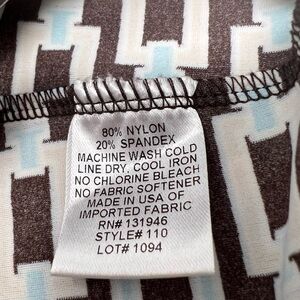 80% NYLON
20% SPANDEX
MACHINE WASH COLD
LINE DRY. COOL IRON
NO CHLORINE BLEACH
NO FABRIC SOFTENER
MADE IN USA OF
IMPORTED FABRIC
RN# 131946
STYLE# 110
LOT# 1094